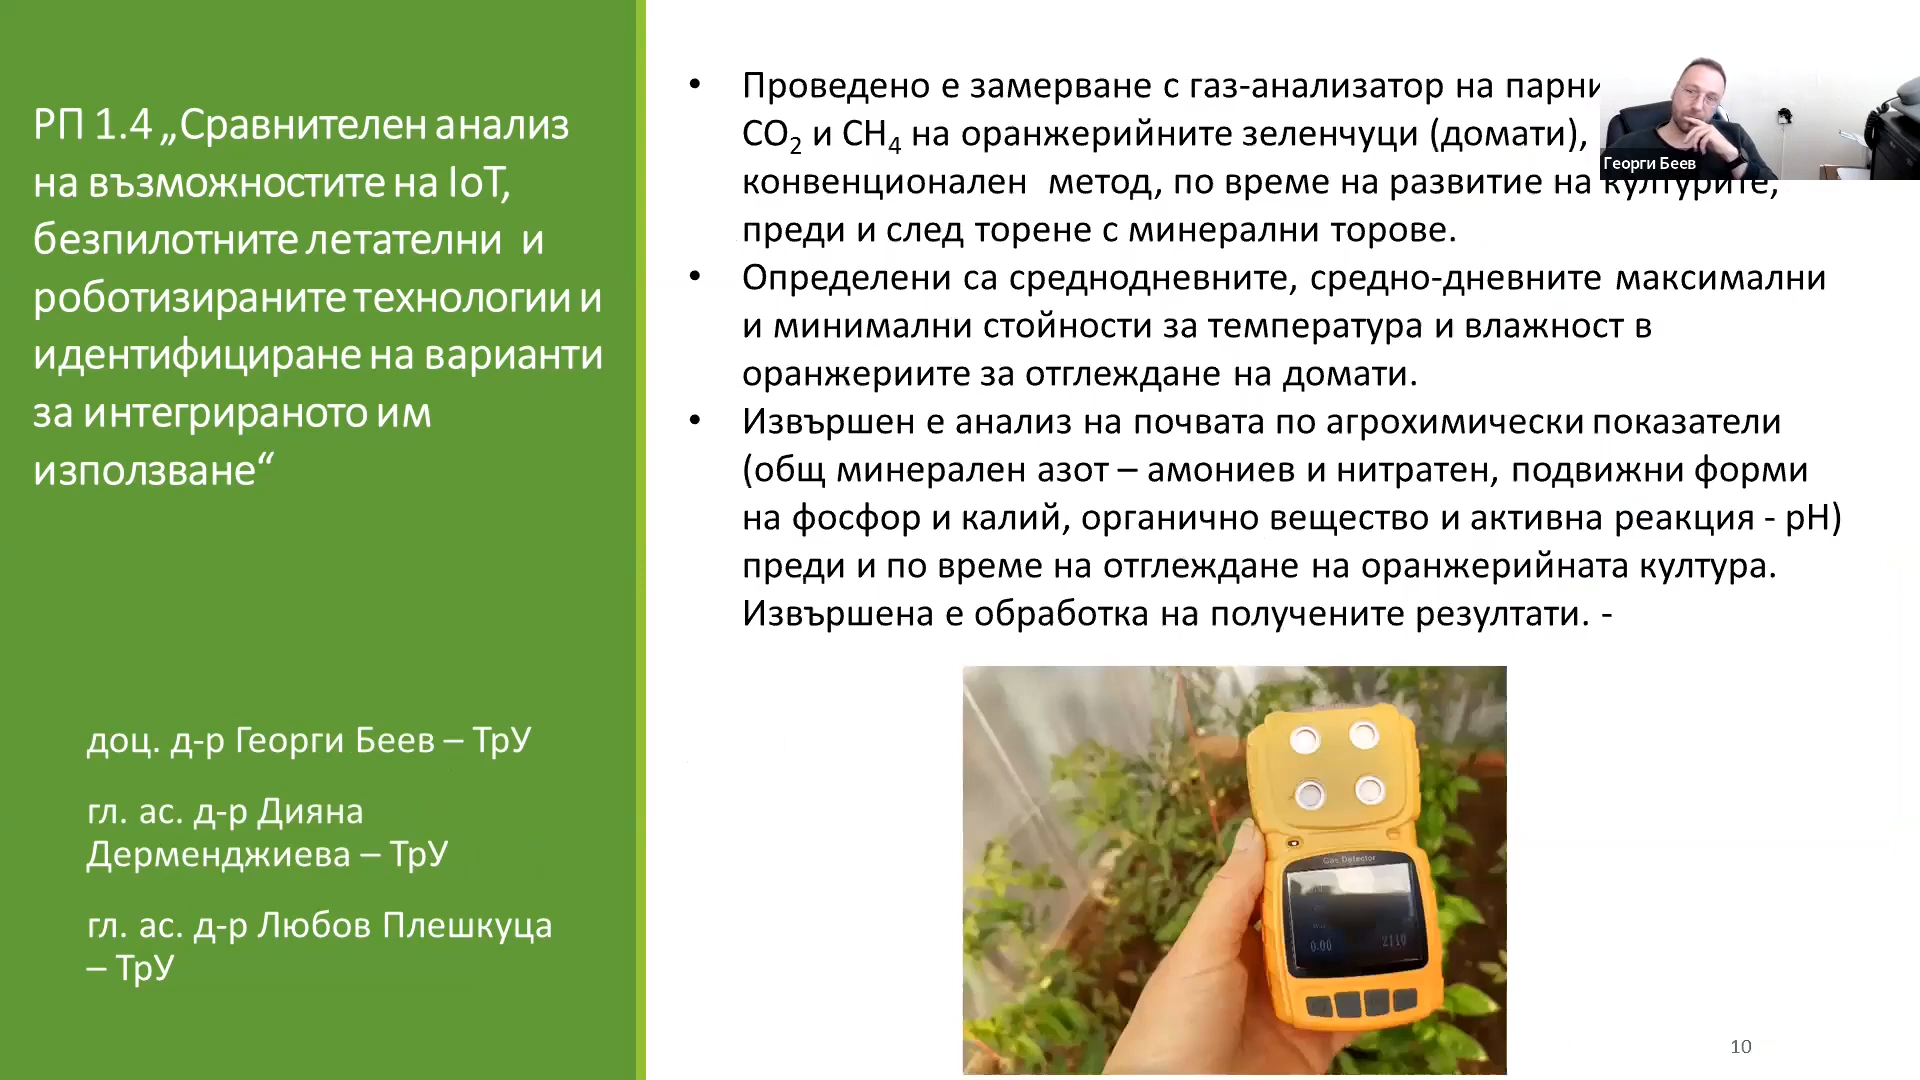 РП 1.4 „Сравнителен анализ
на възможностите на IoT,
безпилотните летателни и
роботизираните технологии и
идентифициране на варианти
за интегрираното им
използване“
доц. д-р Георги Беев – ТрУ
гл. ас. д-р Дияна
Дерменджиева – ТрУ
гл. ас. д-р Любов Плешкуца
– ТрУ
• Проведено е замерване с газ-анализатор на
CO₂ и CH₄ на оранжерийните зеленчуци (домати),
конвенционален метод, по време на развитие на културите,
преди и след торене с минерални торове.
• Определени са среднодневните, средно-дневните максимални
и минимални стойности за температура и влажност в
оранжериите за отглеждане на домати.
• Извършен е анализ на почвата по агрохимически показатели
(общ минерален азот – амониев и нитратен, подвижни форми
на фосфор и калий, органично вещество и активна реакция - pH)
преди и по време на отглеждане на оранжерийната култура.
Извършена е обработка на получените резултати. -
Георги Беев
Gas Detector
0.00 2110
10